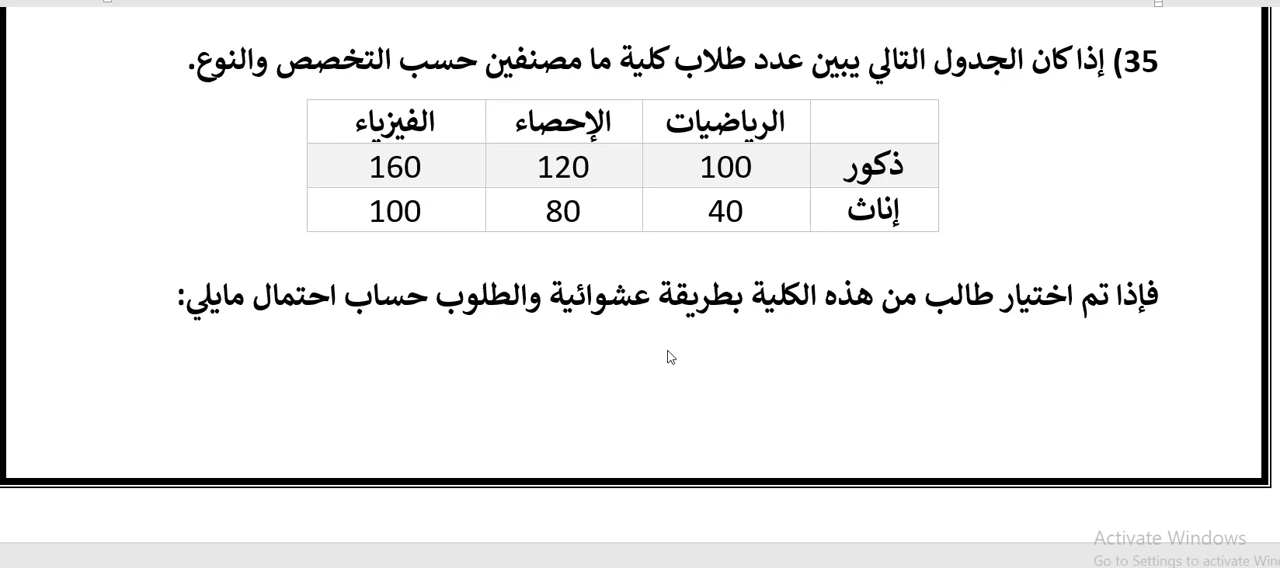 35) إذا كان الجدول التالي يبين عدد طلاب كلية ما مصنفين حسب التخصص والنوع.
الرياضيات الإحصاء الفيزياء
ذكور 100 120 160
إناث 40 80 100
فإذا تم اختيار طالب من هذه الكلية بطريقة عشوائية والطلوب حساب احتمال مايلي:
Activate Windows
Go to Settings to activate Win